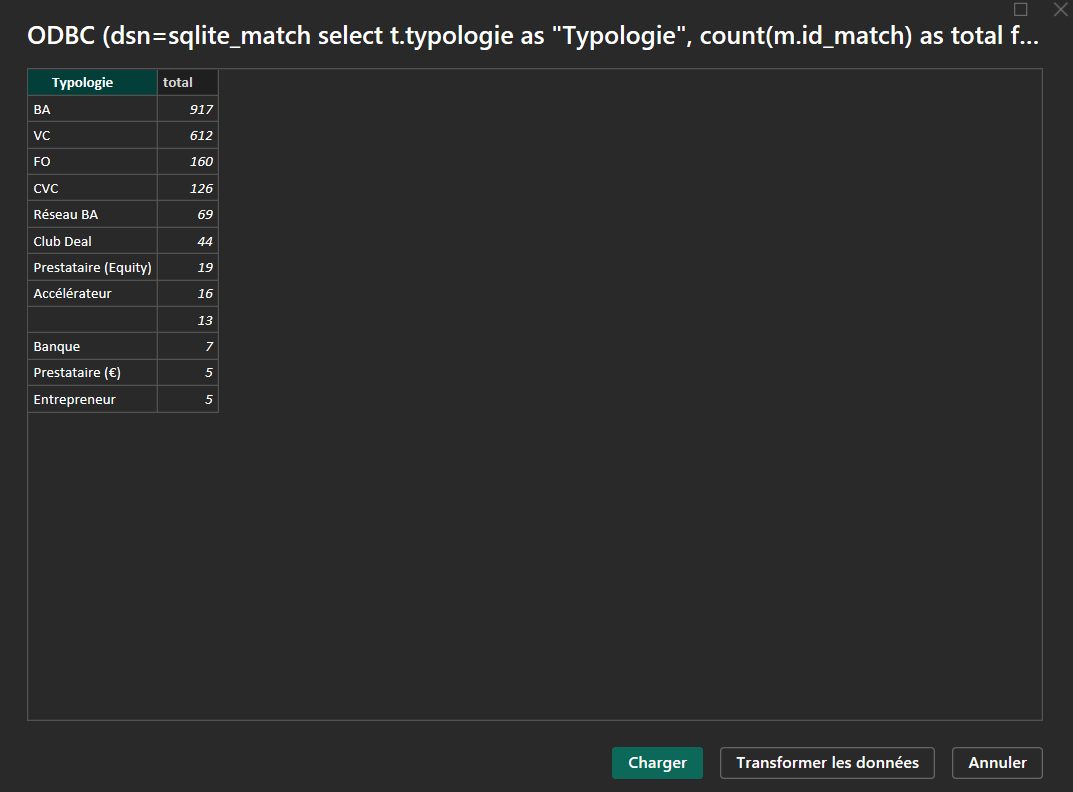 ODBC (dsn=sqlite_match select t.typologie as "Typologie", count(m.id_match) as total f...
Typologie total
BA 917
VC 612
FO 160
CVC 126
Réseau BA 69
Club Deal 44
Prestataire (Equity) 19
Accélérateur 16
13
Banque 7
Prestataire (€) 5
Entrepreneur 5
Charger Transformer les données Annuler